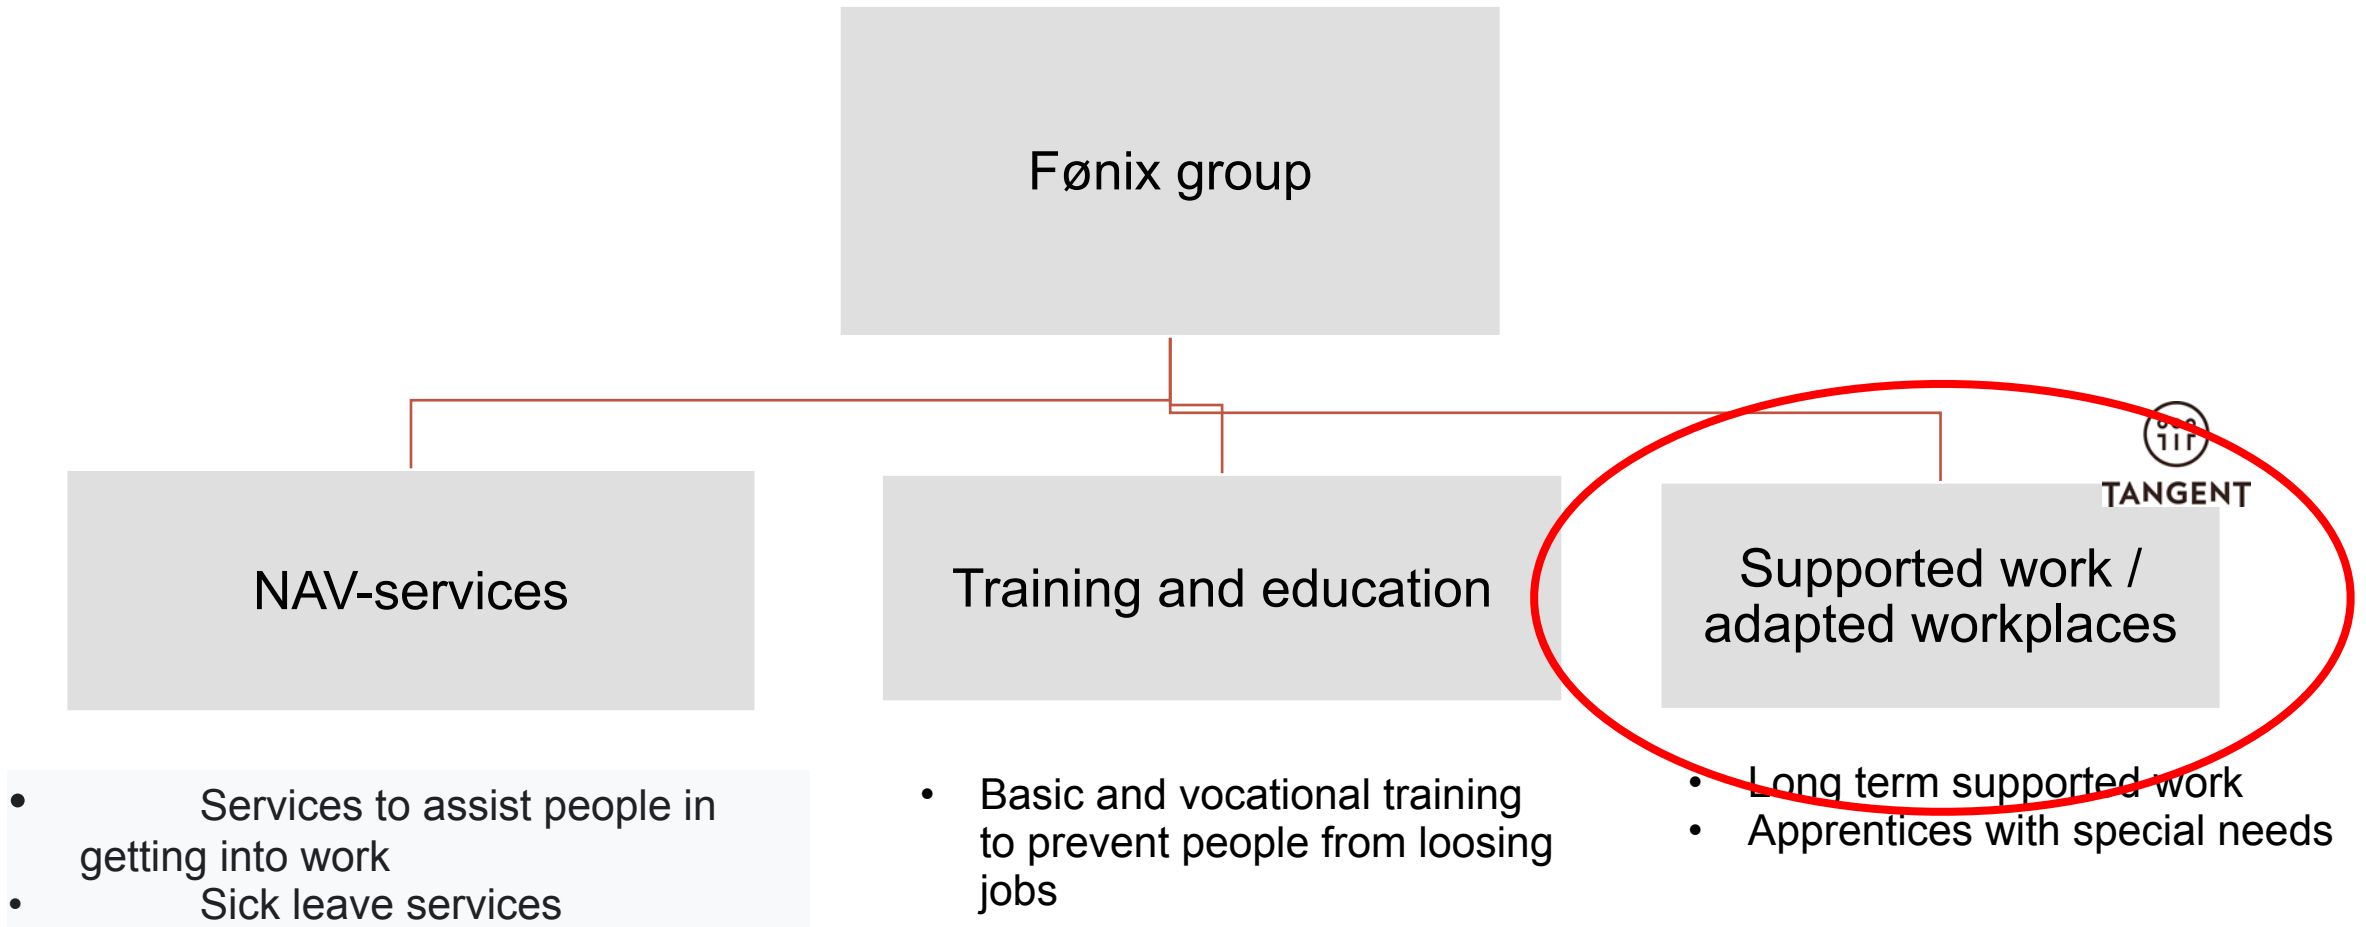 Fønix group
TANGENT
NAV-services
Training and education
Supported work /
adapted workplaces
• Services to assist people in
getting into work
• Sick leave services
• Basic and vocational training
to prevent people from loosing
jobs
• Long term supported work
• Apprentices with special needs